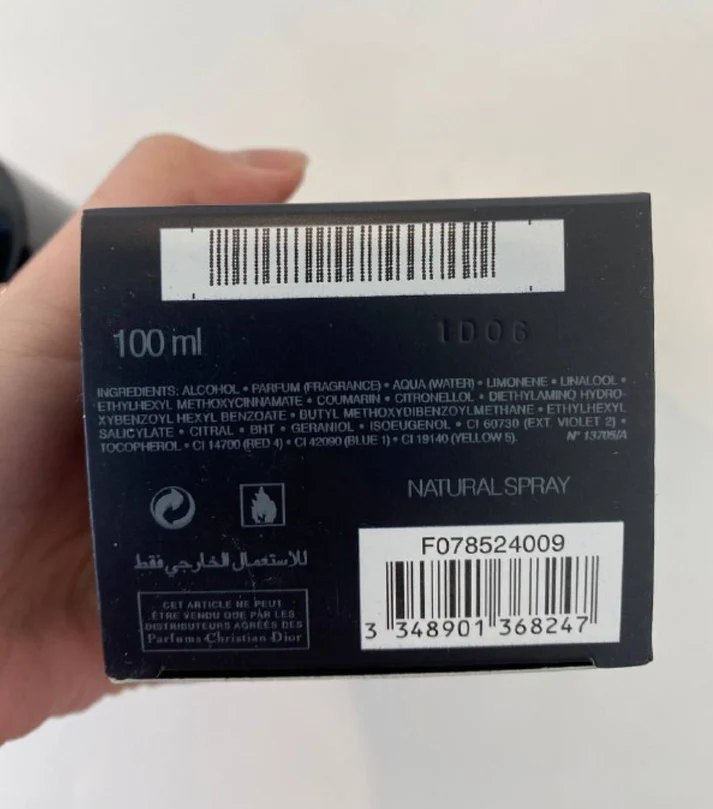 100 ml
1D06
INGREDIENTS: ALCOHOL • PARFUM (FRAGRANCE) • AQUA (WATER) • LIMONENE • LINALOOL •
ETHYLHEXYL METHOXYCINNAMATE • COUMARIN • CITRONELLOL • DIETHYLAMINO HYDRO-
XYBENZOYL HEXYL BENZOATE • BUTYL METHOXYDIBENZOYLMETHANE • ETHYLHEXYL
SALICYLATE • CITRAL • BHT • GERANIOL • ISOEUGENOL • CI 60730 (EXT. VIOLET 2) •
TOCOPHEROL • CI 14700 (RED 4) • CI 42090 (BLUE 1) • CI 19140 (YELLOW 5). N° 13705/A
NATURAL SPRAY
للاستعمال الخارجي فقط
CET ARTICLE NE PEUT
ÊTRE VENDU QUE PAR LES
DISTRIBUTEURS AGRÉÉS DES
Parfums Christian Dior
F078524009
3 348901 368247